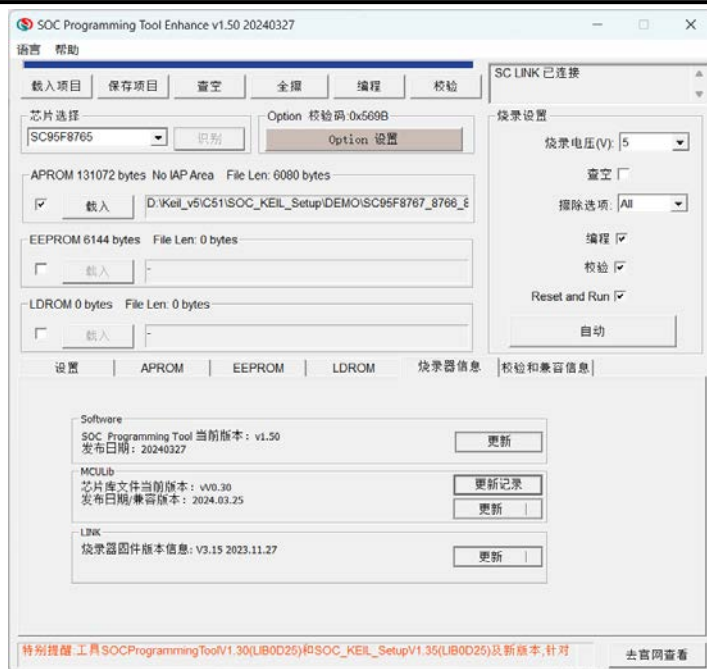 SOC Programming Tool Enhance v1.50 20240327
语言 帮助
载入项目 保存项目 查空 全擦 编程 校验
SC LINK 已连接
芯片选择
SC95F8765 识别
Option 校验码:0x569B
Option 设置
烧录设置
烧录电压(V): 5
查空
擦除选项: All
编程
校验
Reset and Run
自动
APROM 131072 bytes No IAP Area File Len: 6080 bytes
载入 D:\Keil_v5\C51\SOC_KEIL_Setup\DEMO\SC95F8767_8766_8
EEPROM 6144 bytes File Len: 0 bytes
载入 -
LDROM 0 bytes File Len: 0 bytes
载入 -
设置 APROM EEPROM LDROM 烧录器信息 校验和兼容信息
Software
SOC Programming Tool 当前版本: v1.50
发布日期: 20240327
更新
MCULib
芯片库文件当前版本: vV0.30
发布日期/兼容版本: 2024.03.25
更新记录
更新
LINK
烧录器固件版本信息: V3.15 2023.11.27
更新
特别提醒:工具SOCProgrammingToolV1.30(LIB0D25)和SOC_KEIL_SetupV1.35(LIB0D25)及新版本,针对
去官网查看